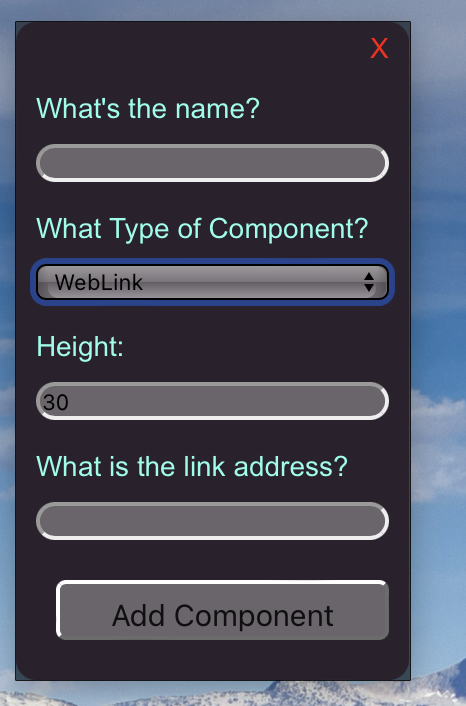 X
What's the name?
What Type of Component?
WebLink
Height:
30
What is the link address?
Add Component